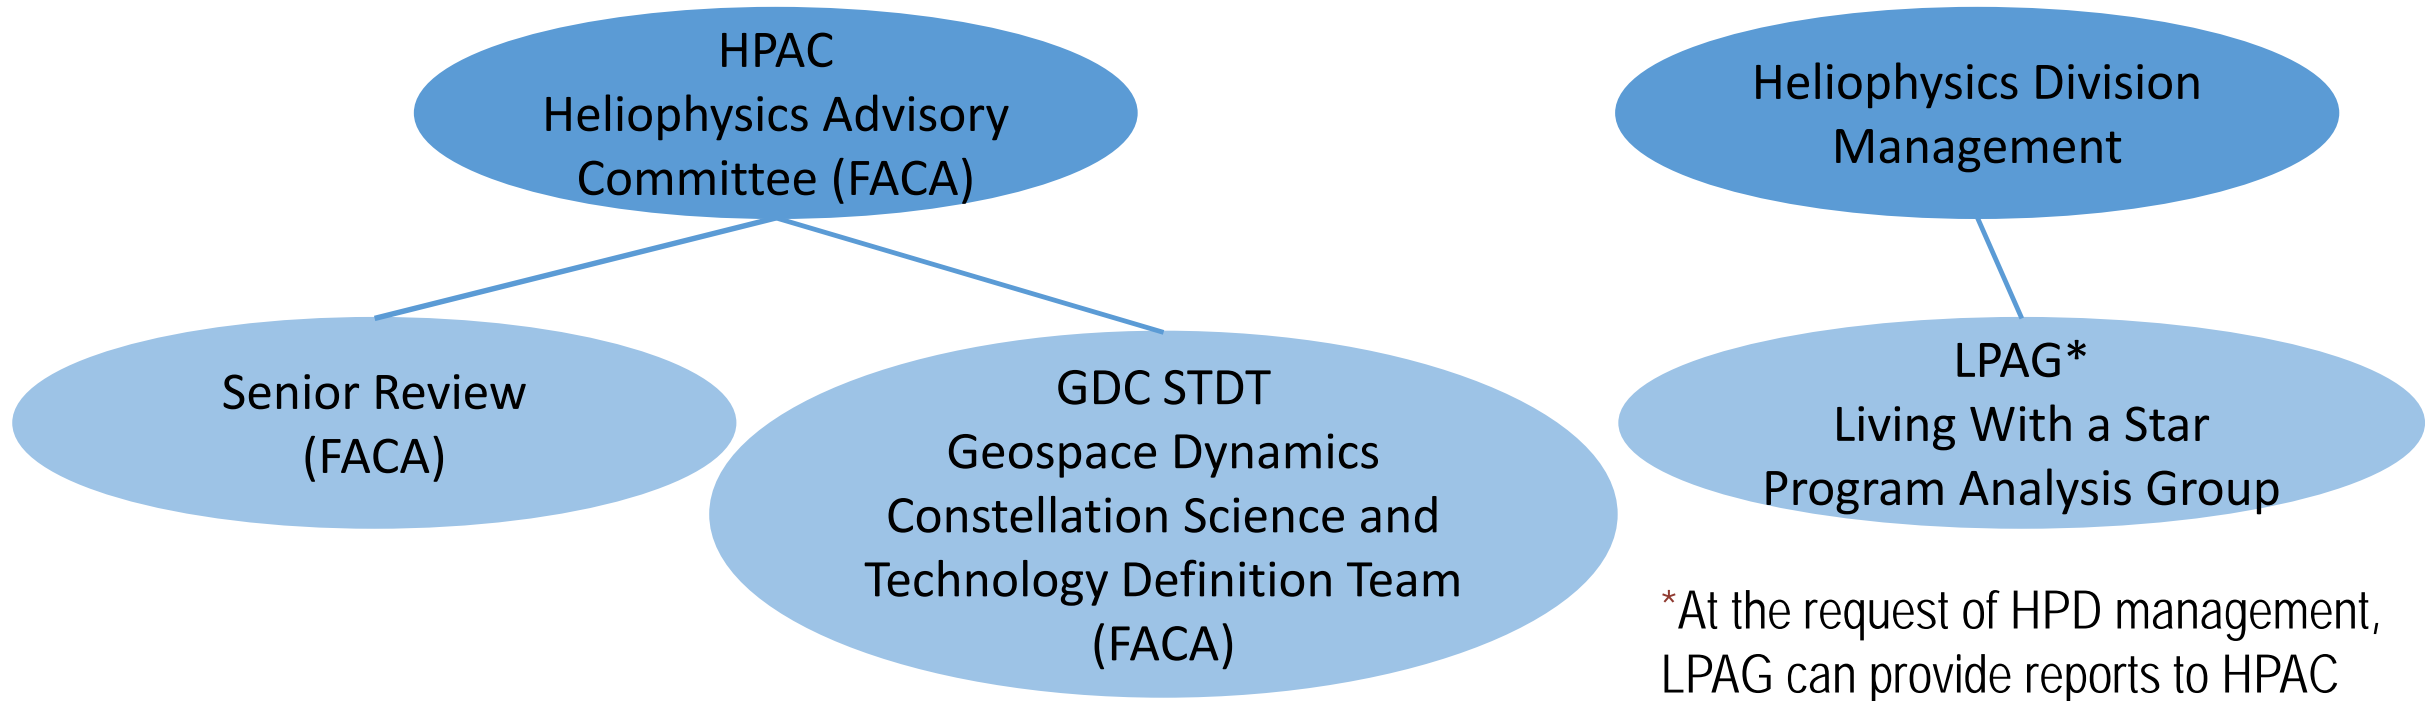 HPAC
Heliophysics Advisory
Committee (FACA)
Heliophysics Division
Management
Senior Review
(FACA)
GDC STDT
Geospace Dynamics
Constellation Science and
Technology Definition Team
(FACA)
LPAG*
Living With a Star
Program Analysis Group
*At the request of HPD management,
LPAG can provide reports to HPAC